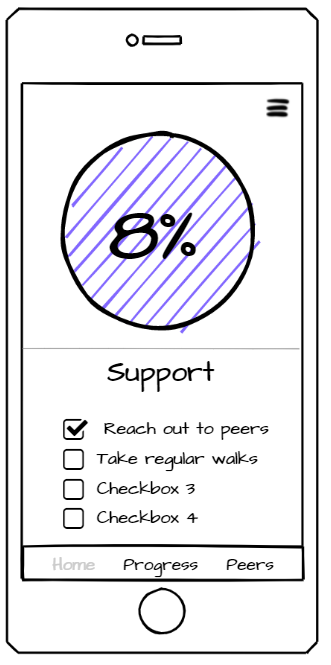 8%
Support
Reach out to peers
Take regular walks
Checkbox 3
Checkbox 4
Home Progress Peers